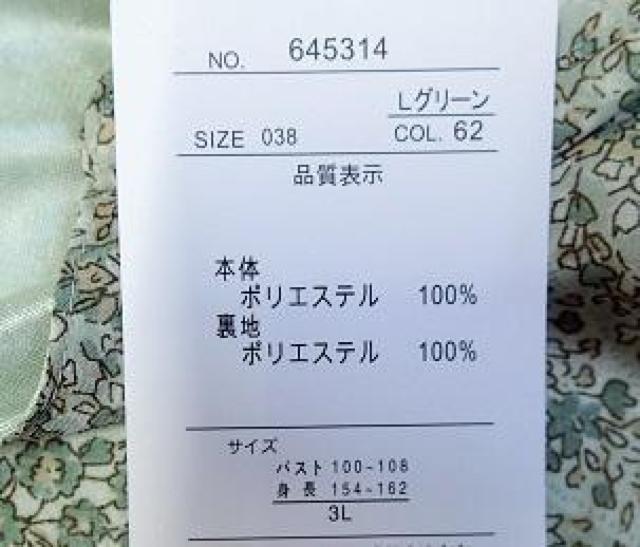 NO. 645314
Lグリーン
SIZE 038 COL. 62
品質表示
本体
ポリエステル 100%
裏地
ポリエステル 100%
サイズ
バスト 100-108
身長 154-162
3L